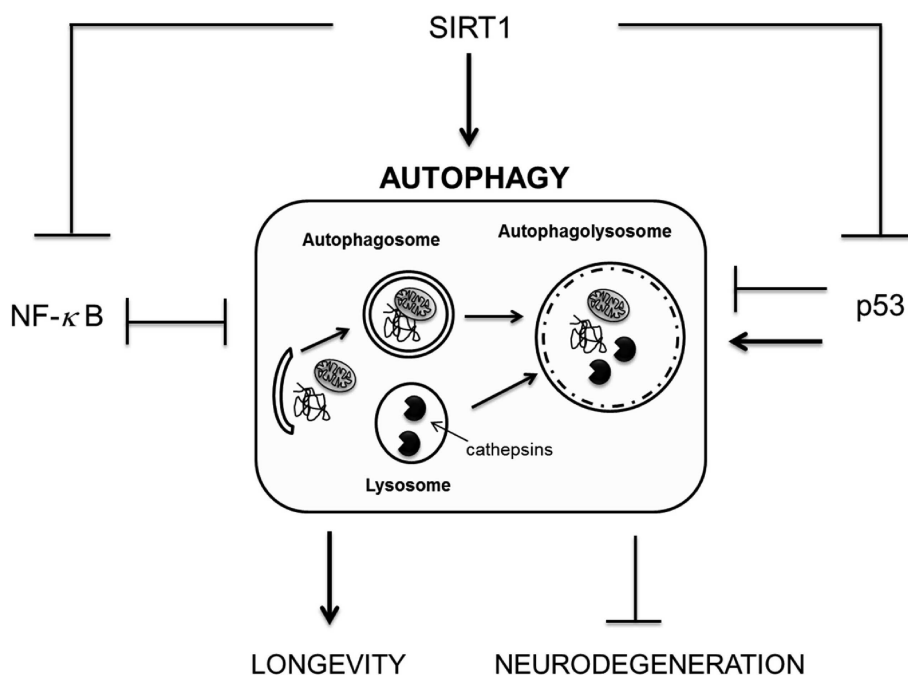 SIRT1
AUTOPHAGY
Autophagosome
Autophagolysosome
NF-κB
p53
cathepsins
Lysosome
LONGEVITY
NEURODEGENERATION